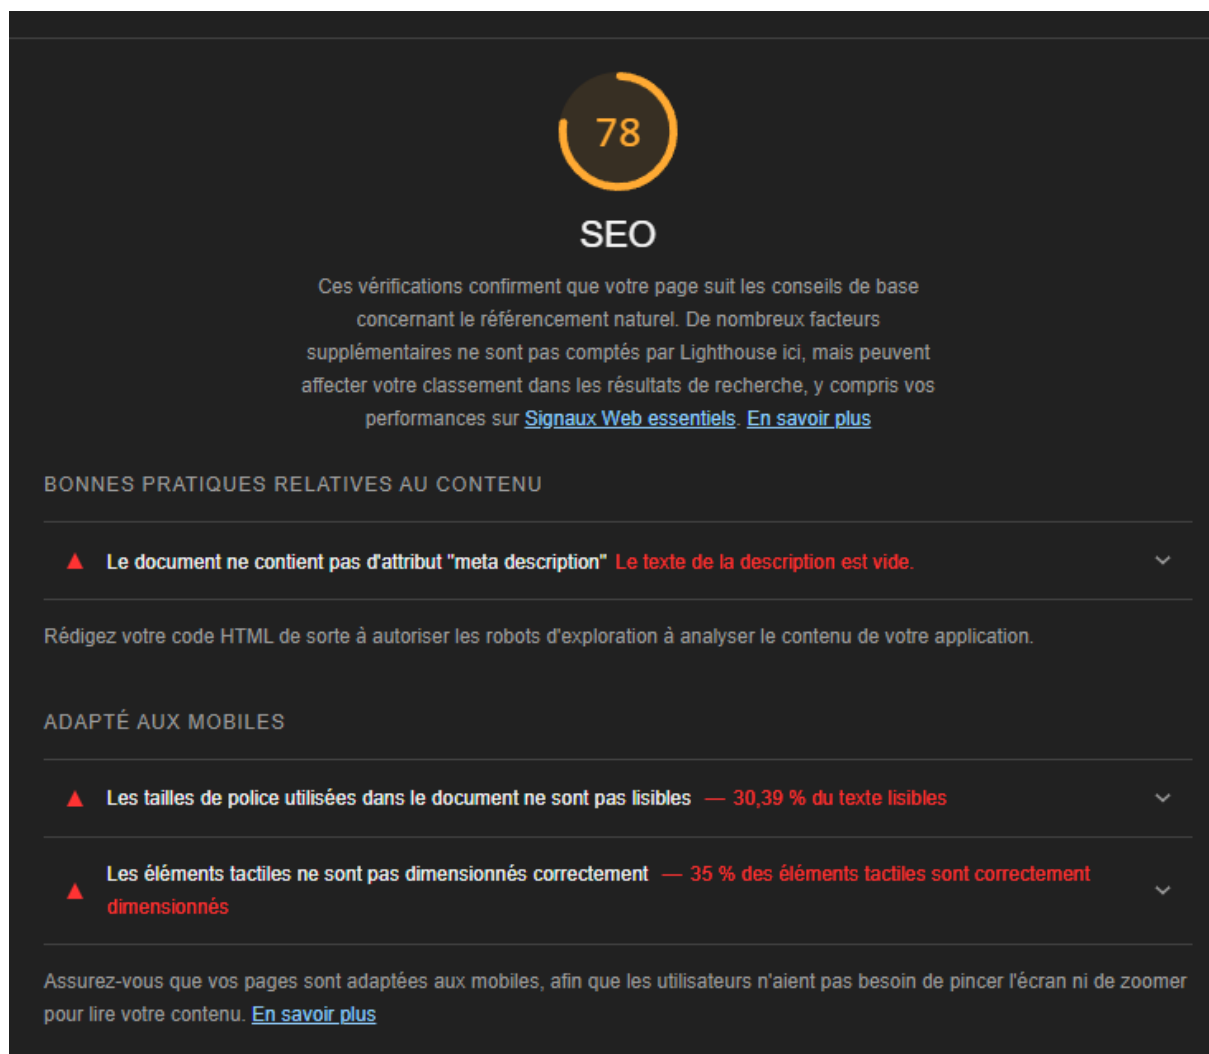 78
SEO
Ces vérifications confirment que votre page suit les conseils de base
concernant le référencement naturel. De nombreux facteurs
supplémentaires ne sont pas comptés par Lighthouse ici, mais peuvent
affecter votre classement dans les résultats de recherche, y compris vos
performances sur Signaux Web essentiels. En savoir plus
BONNES PRATIQUES RELATIVES AU CONTENU
Le document ne contient pas d'attribut "meta description" Le texte de la description est vide.
Rédigez votre code HTML de sorte à autoriser les robots d'exploration à analyser le contenu de votre application.
ADAPTÉ AUX MOBILES
Les tailles de police utilisées dans le document ne sont pas lisibles — 30,39 % du texte lisibles
Les éléments tactiles ne sont pas dimensionnés correctement — 35 % des éléments tactiles sont correctement
dimensionnés
Assurez-vous que vos pages sont adaptées aux mobiles, afin que les utilisateurs n'aient pas besoin de pincer l'écran ni de zoomer
pour lire votre contenu. En savoir plus